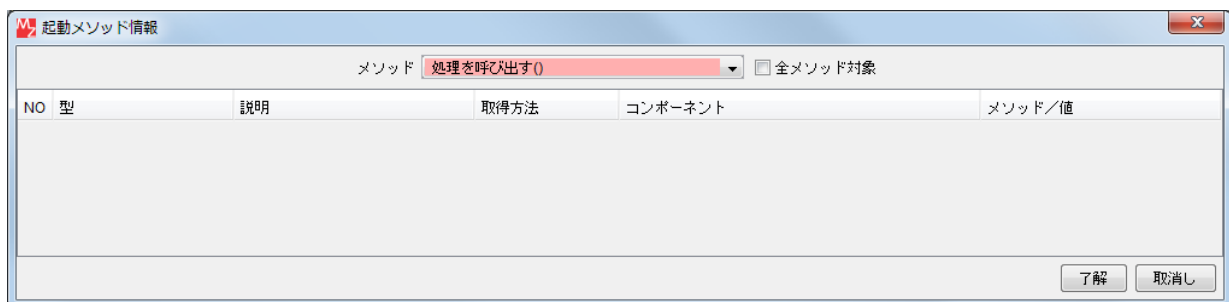 起動メソッド情報
メソッド 処理を呼び出す() 全メソッド対象
NO 型 説明 取得方法 コンポーネント メソッド／値
了解 取消し